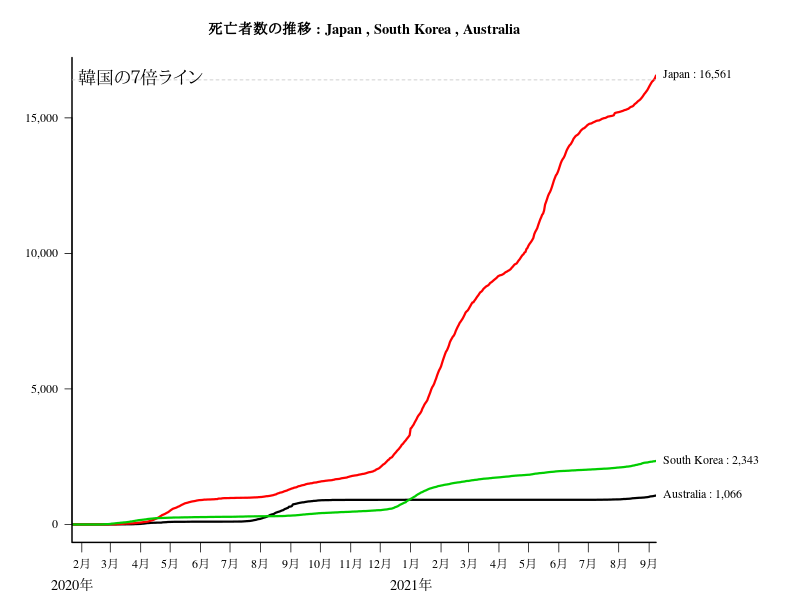 死亡者数の推移 : Japan , South Korea , Australia
韓国の7倍ライン
Japan : 16,561
15,000
10,000
5,000
South Korea : 2,343
Australia : 1,066
0
2月 3月 4月 5月 6月 7月 8月 9月 10月 11月 12月 1月 2月 3月 4月 5月 6月 7月 8月 9月
2020年 2021年